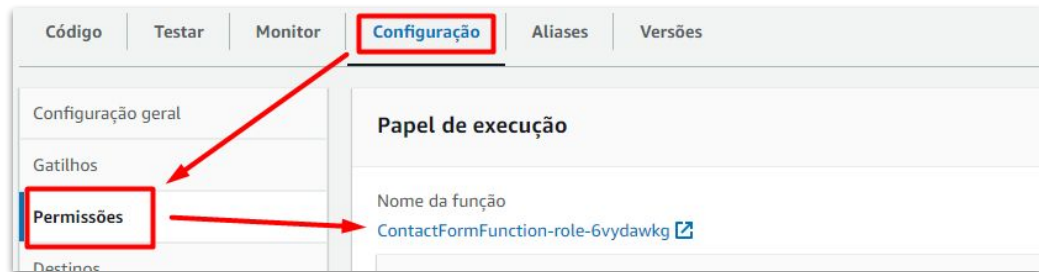 Código Testar Monitor Configuração Aliases Versões
Configuração geral
Gatilhos
Permissões
Destinos
Papel de execução
Nome da função
ContactFormFunction-role-6vydawkg